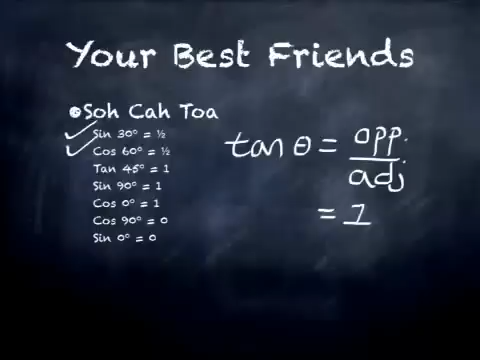 Your Best Friends
Soh Cah Toa
Sin 30° = ½
Cos 60° = ½
Tan 45° = 1
Sin 90° = 1
Cos 0° = 1
Cos 90° = 0
Sin 0° = 0
tan θ = opp.
adj
= 1